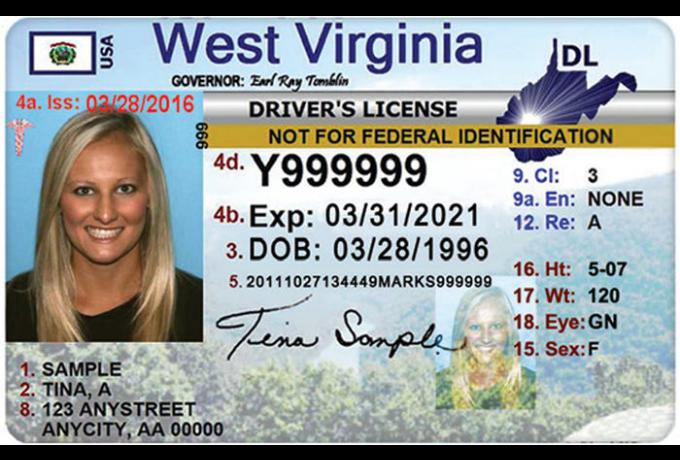 USA
West Virginia
DL
GOVERNOR: Earl Ray Tomblin
4a. Iss: 03/28/2016
DRIVER'S LICENSE
999
NOT FOR FEDERAL IDENTIFICATION
4d. Y999999
9. Cl: 3
9a. En: NONE
4b. Exp: 03/31/2021
12. Re: A
3. DOB: 03/28/1996
5. 20111027134449MARKS999999
16. Ht: 5-07
17. Wt: 120
18. Eye: GN
15. Sex: F
Tina Sample
1. SAMPLE
2. TINA, A
8. 123 ANYSTREET
ANYCITY, AA 00000